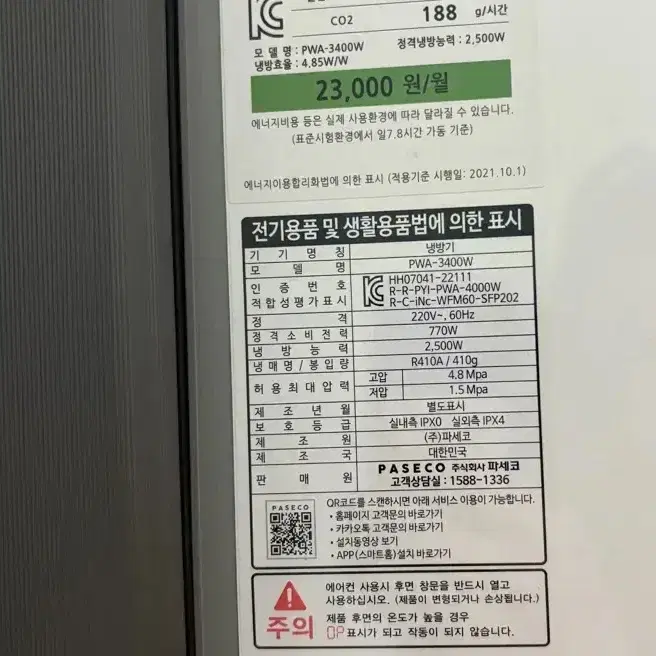 CO2 188 g/시간
모 델 명 : PWA-3400W 정격냉방능력 : 2,500W
냉방효율 : 4.85W/W
23,000 원/월
에너지비용 등은 실제 사용환경에 따라 달라질 수 있습니다.
(표준시험환경에서 일7.8시간 가동 기준)
에너지이용합리화법에 의한 표시 (적용기준 시행일: 2021.10.1)
전기용품 및 생활용품법에 의한 표시
기 기 명 칭 냉방기
모 델 명 PWA-3400W
인 증 번 호 HH07041-22111
적합성평가표시 R-R-PYI-PWA-4000W
R-C-iNc-WFM60-SFP202
정 격 220V~, 60Hz
정격소비전력 770W
냉 방 능 력 2,500W
냉매명/봉입량 R410A / 410g
허용최대압력 고압 4.8 Mpa
저압 1.5 Mpa
제 조 년 월 별도표시
보 호 등 급 실내측 IPX0 실외측 IPX4
제 조 원 (주)파세코
제 조 국 대한민국
판 매 원 PASECO 주식회사 파세코
고객상담실 : 1588-1336
PASECO
QR코드를 스캔하시면 아래 서비스 이용이 가능합니다.
• 홈페이지 고객문의 바로가기
• 카카오톡 고객문의 바로가기
• 설치동영상 보기
• APP(스마트홈)설치 바로가기
주의
에어컨 사용시 후면 창문을 반드시 열고
사용하십시오. (제품이 변형되거나 손상됩니다.)
제품 후면의 온도가 높을 경우
OP표시가 되고 작동이 되지 않습니다.